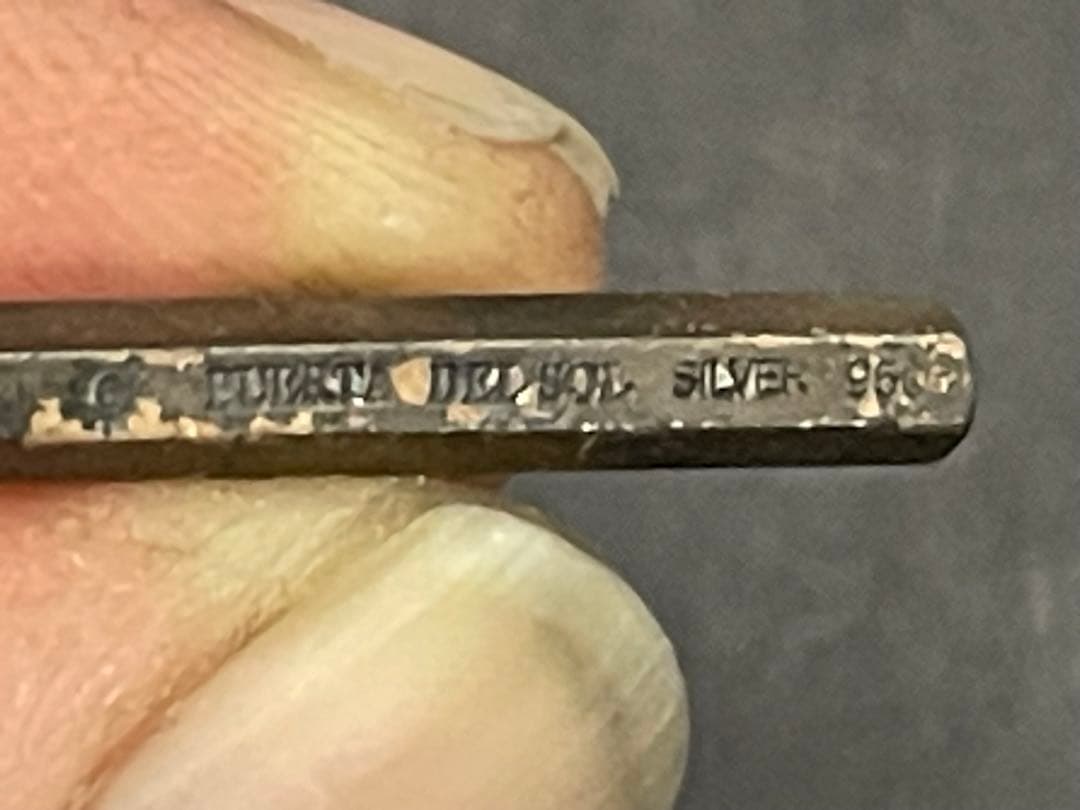 © PUERTA DEL SOL SILVER 950